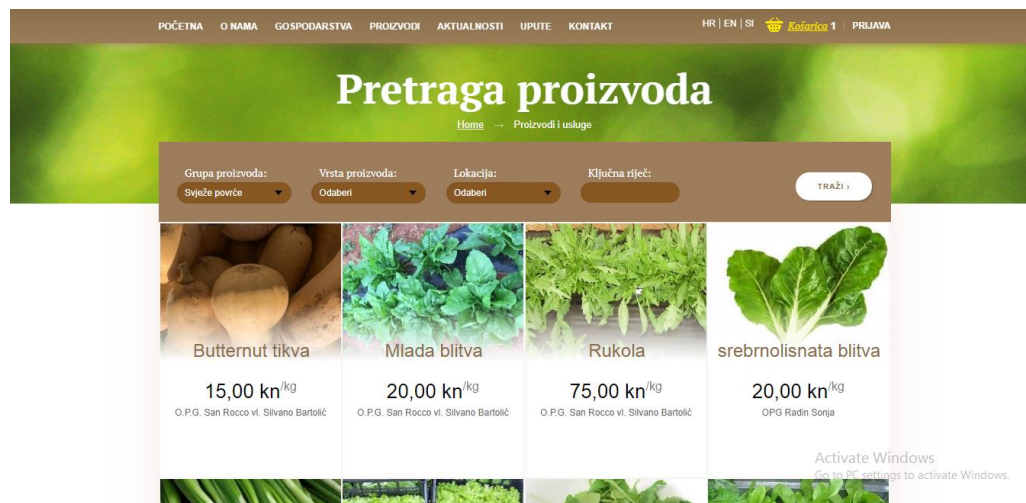 POČETNA O NAMA GOSPODARSTVA PROIZVODI AKTUALNOSTI UPUTE KONTAKT HR | EN | SI Košarica 1 PRIJAVA
Pretraga proizvoda
Home → Proizvodi i usluge
Grupa proizvoda: Vrsta proizvoda: Lokacija: Ključna riječ:
Svježe povrće Odaberi Odaberi TRAŽI ›
Butternut tikva Mlada blitva Rukola srebrnolisnata blitva
15,00 kn/kg 20,00 kn/kg 75,00 kn/kg 20,00 kn/kg
O.P.G. San Rocco vl. Silvano Bartolić O.P.G. San Rocco vl. Silvano Bartolić O.P.G. San Rocco vl. Silvano Bartolić OPG Radin Sonja
Activate Windows
Go to PC settings to activate Windows.